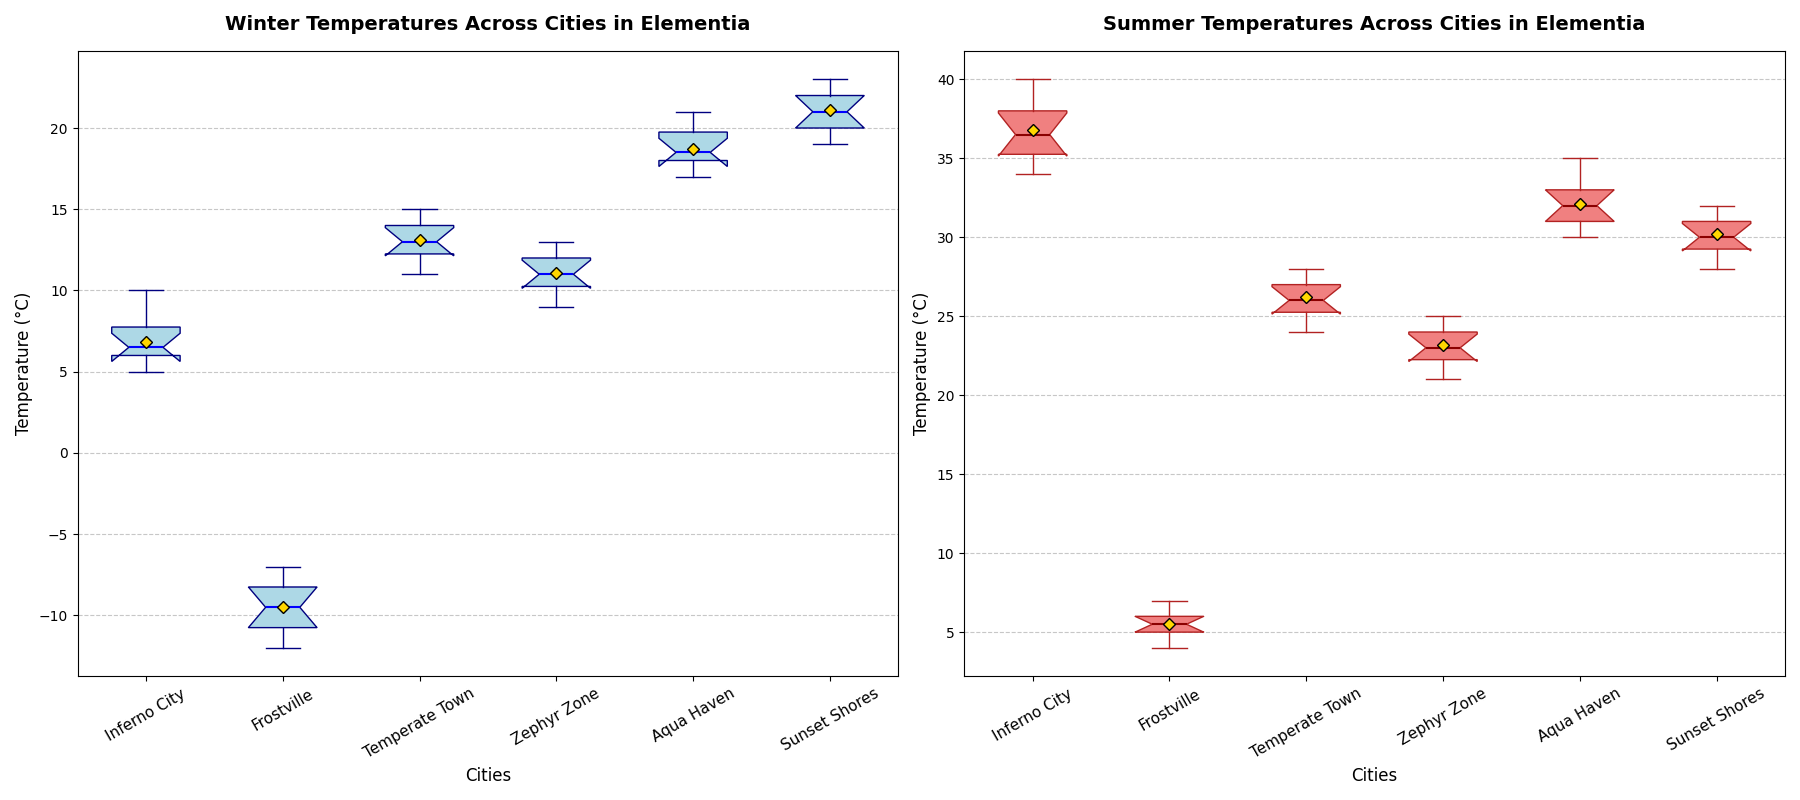 Winter Temperatures Across Cities in Elementia
Temperature (°C)
20
15
10
5
0
−5
−10
Inferno City
Frostville
Temperate Town
Zephyr Zone
Aqua Haven
Sunset Shores
Cities
Summer Temperatures Across Cities in Elementia
Temperature (°C)
40
35
30
25
20
15
10
5
Inferno City
Frostville
Temperate Town
Zephyr Zone
Aqua Haven
Sunset Shores
Cities